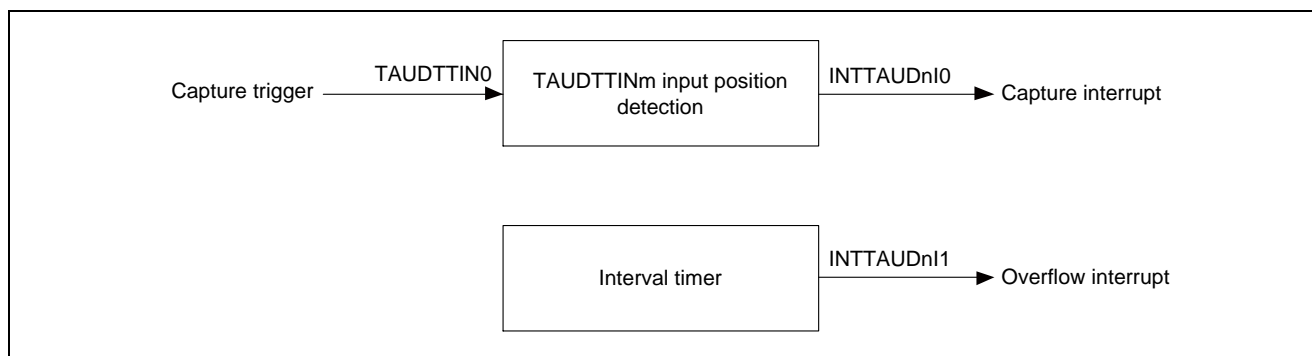 TAUDTTIN0
Capture trigger
TAUDTTINm input position
detection
INTTAUDnI0
Capture interrupt
Interval timer
INTTAUDnI1
Overflow interrupt